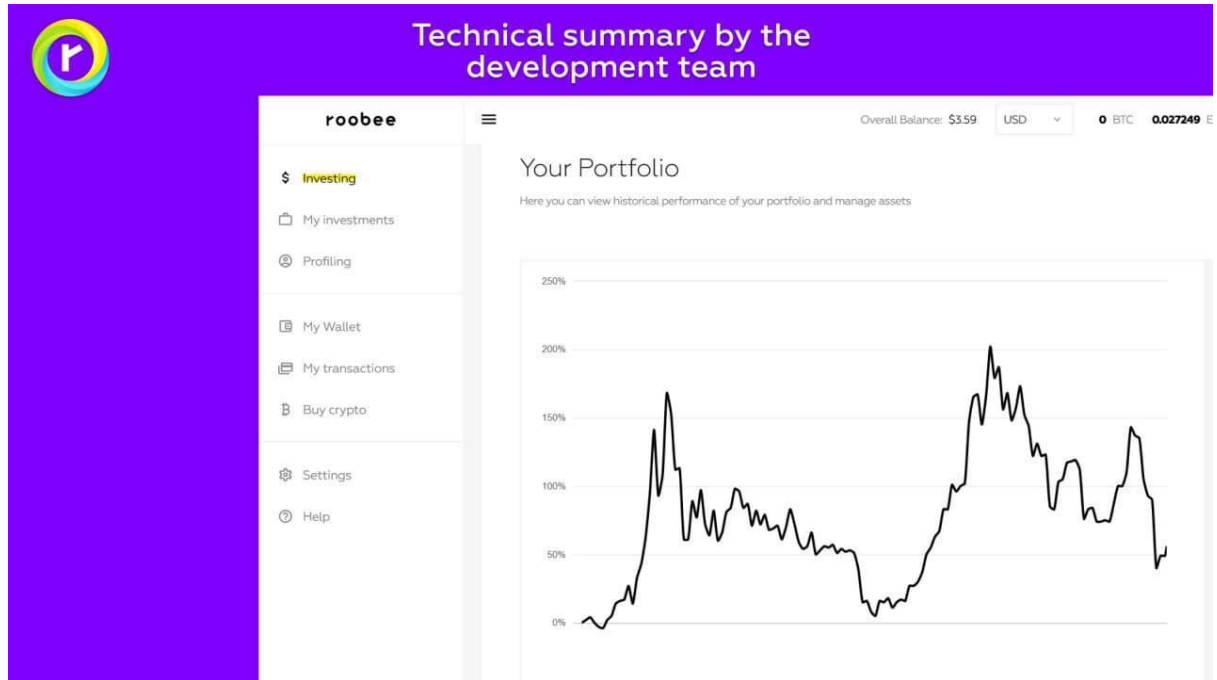 Technical summary by the
development team
roobee
Overall Balance: $3.59 USD 0 BTC 0.027249 E
$ Investing
My investments
Profiling
My Wallet
My transactions
Buy crypto
Settings
Help
Your Portfolio
Here you can view historical performance of your portfolio and manage assets
250%
200%
150%
100%
50%
0%